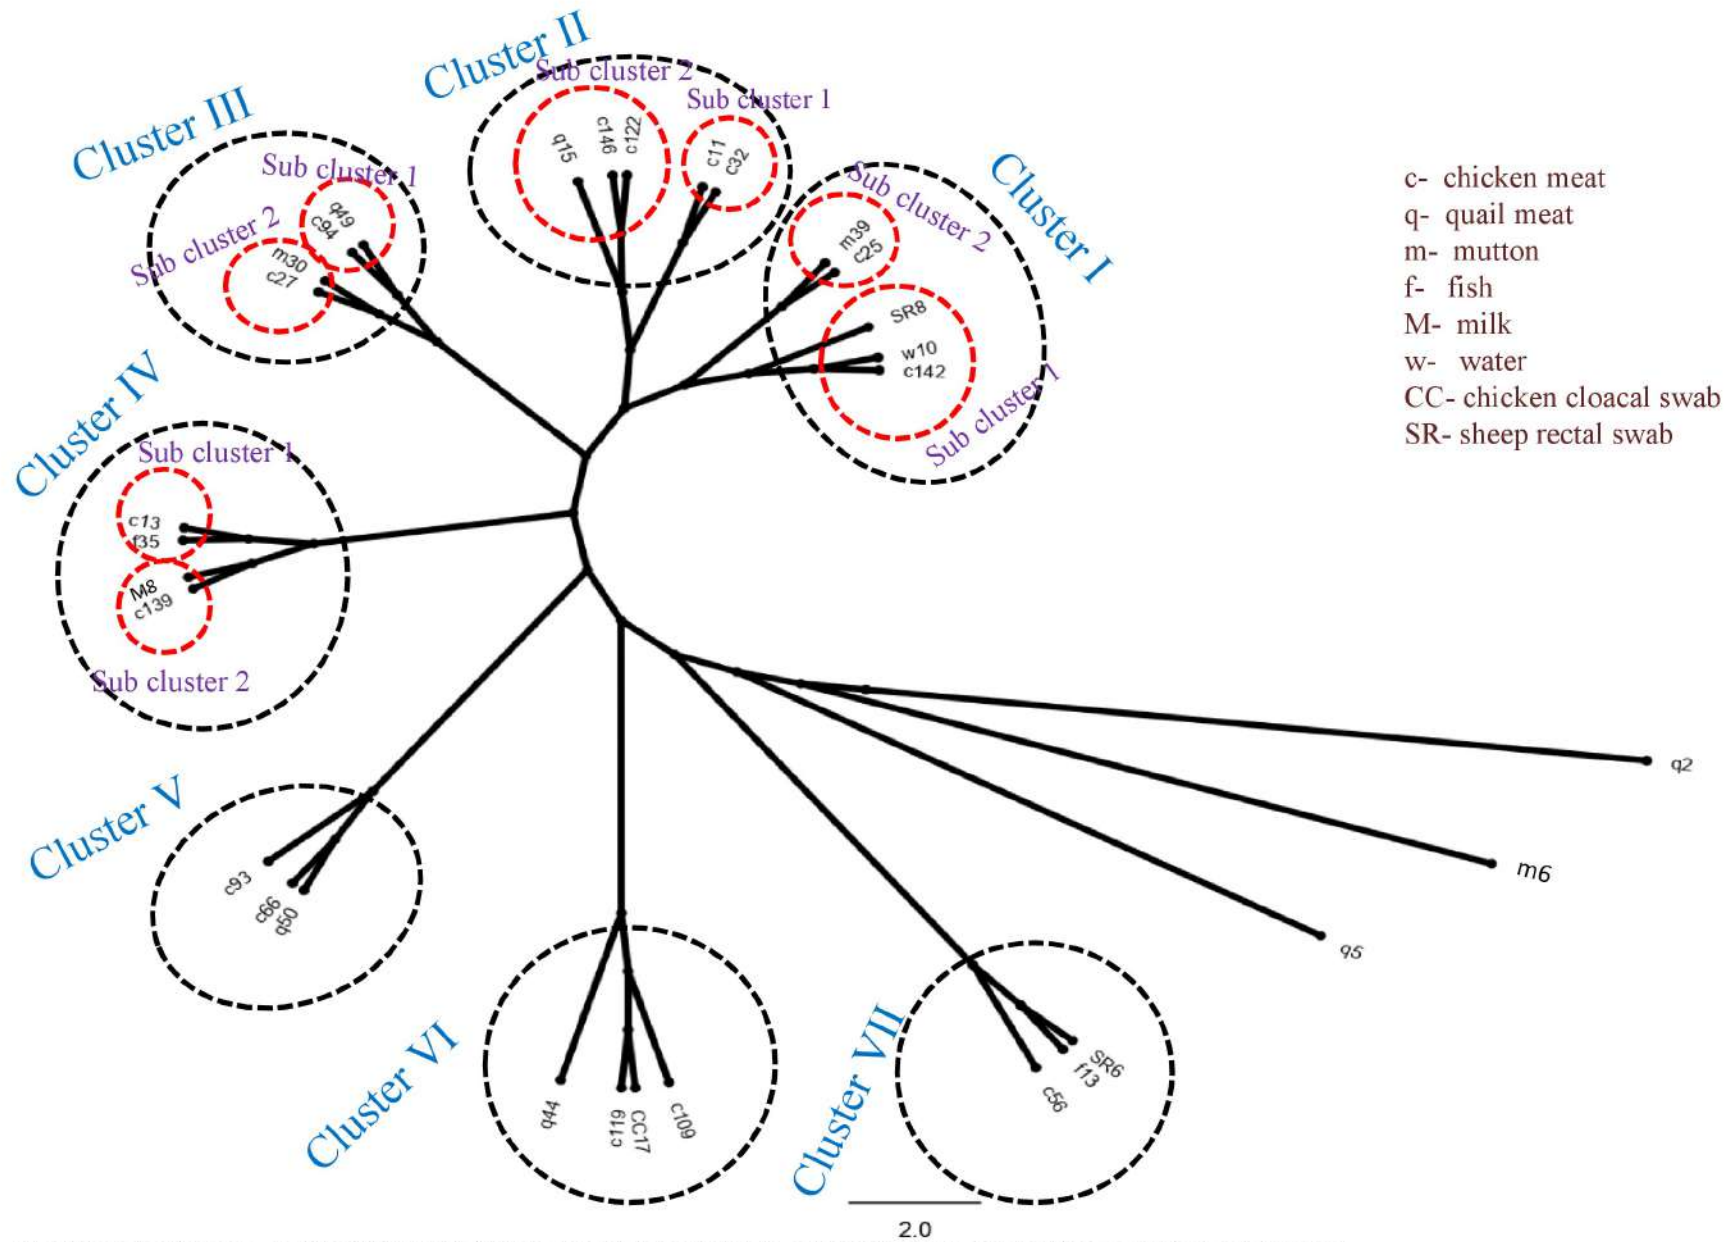 Cluster II
Sub cluster 2
Sub cluster 1
q15
c146
c122
c11
c32
Cluster III
Sub cluster 1
Sub cluster 2
q49
c94
m30
c27
Cluster I
Sub cluster 2
m39
c25
SR8
w10
c142
Sub cluster 1
c- chicken meat
q- quail meat
m- mutton
f- fish
M- milk
w- water
CC- chicken cloacal swab
SR- sheep rectal swab
Cluster IV
Sub cluster 1
c13
f35
M8
c139
Sub cluster 2
Cluster V
c93
c66
q50
Cluster VI
q44
c119
CC17
c109
Cluster VII
SR6
f13
c56
q2
m6
q5
2.0